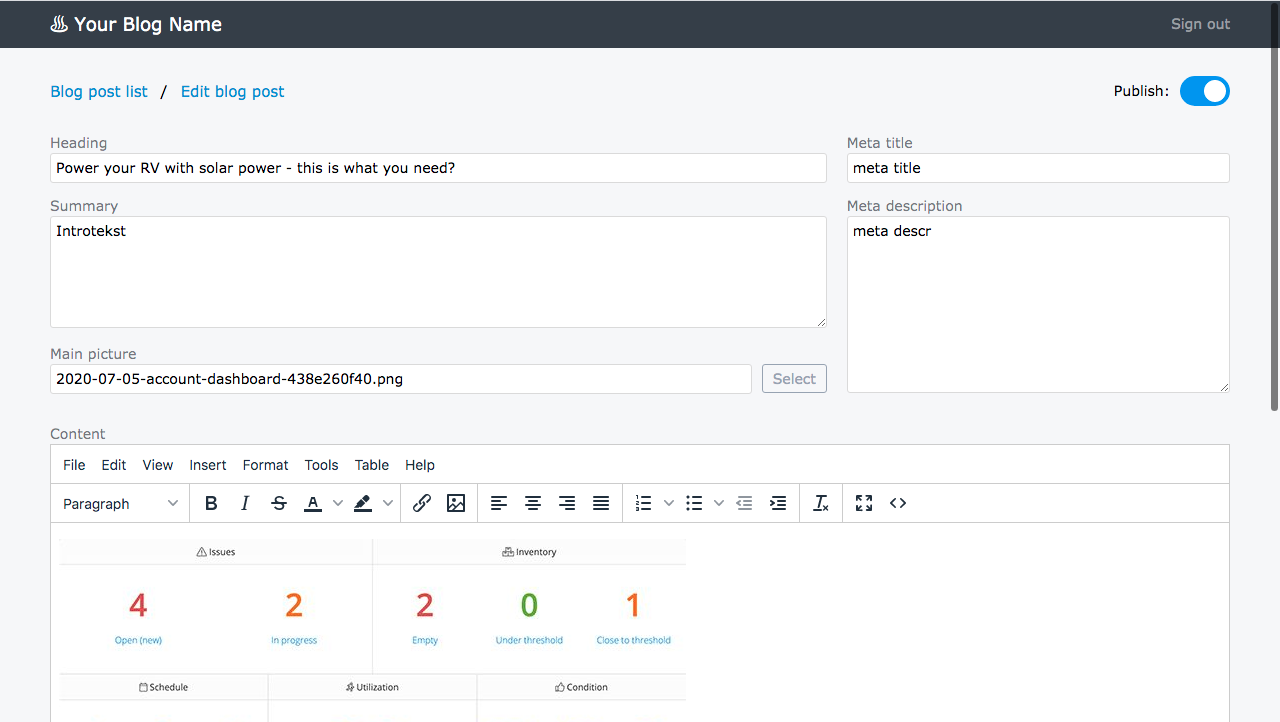 Your Blog Name
Sign out
Blog post list / Edit blog post
Publish:
Heading
Power your RV with solar power - this is what you need?
Meta title
meta title
Summary
Introtekst
Meta description
meta descr
Main picture
2020-07-05-account-dashboard-438e260f40.png
Select
Content
File Edit View Insert Format Tools Table Help
Paragraph
Issues
Inventory
4 2 2 0 1
Open (new) In progress Empty Under threshold Close to threshold
Schedule Utilization Condition